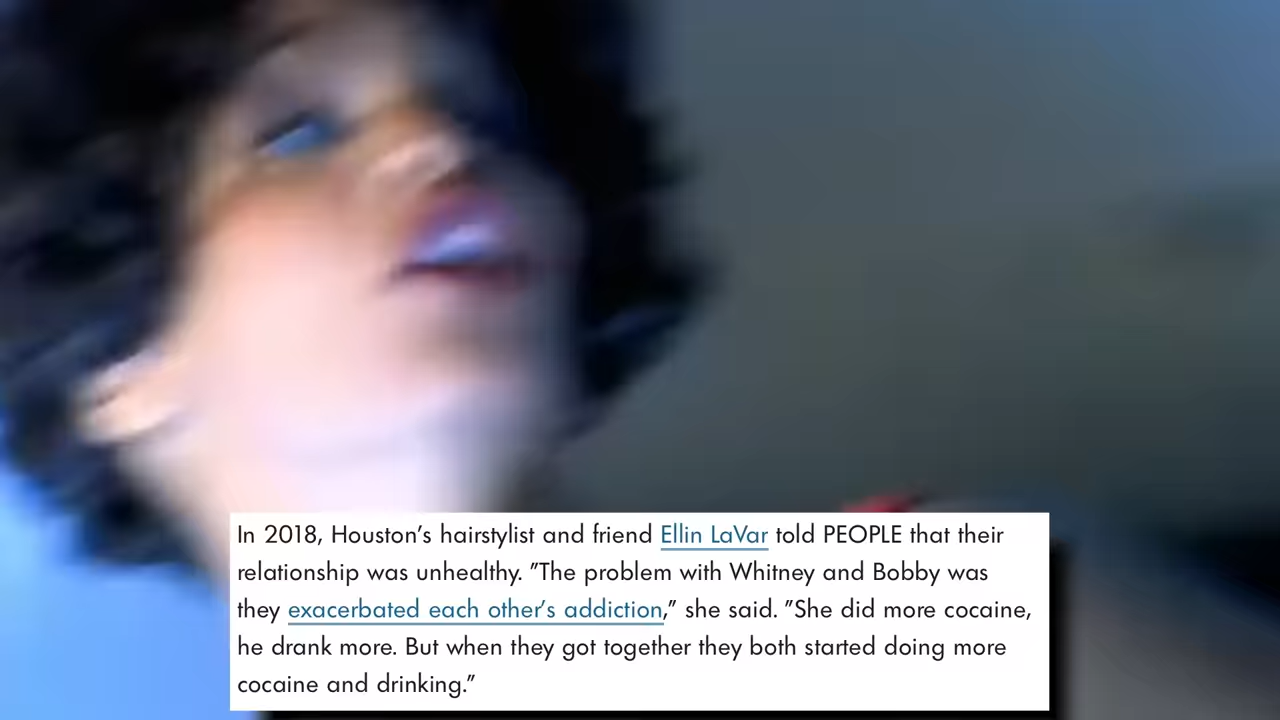 In 2018, Houston's hairstylist and friend Ellin LaVar told PEOPLE that their
relationship was unhealthy. "The problem with Whitney and Bobby was
they exacerbated each other's addiction," she said. "She did more cocaine,
he drank more. But when they got together they both started doing more
cocaine and drinking."